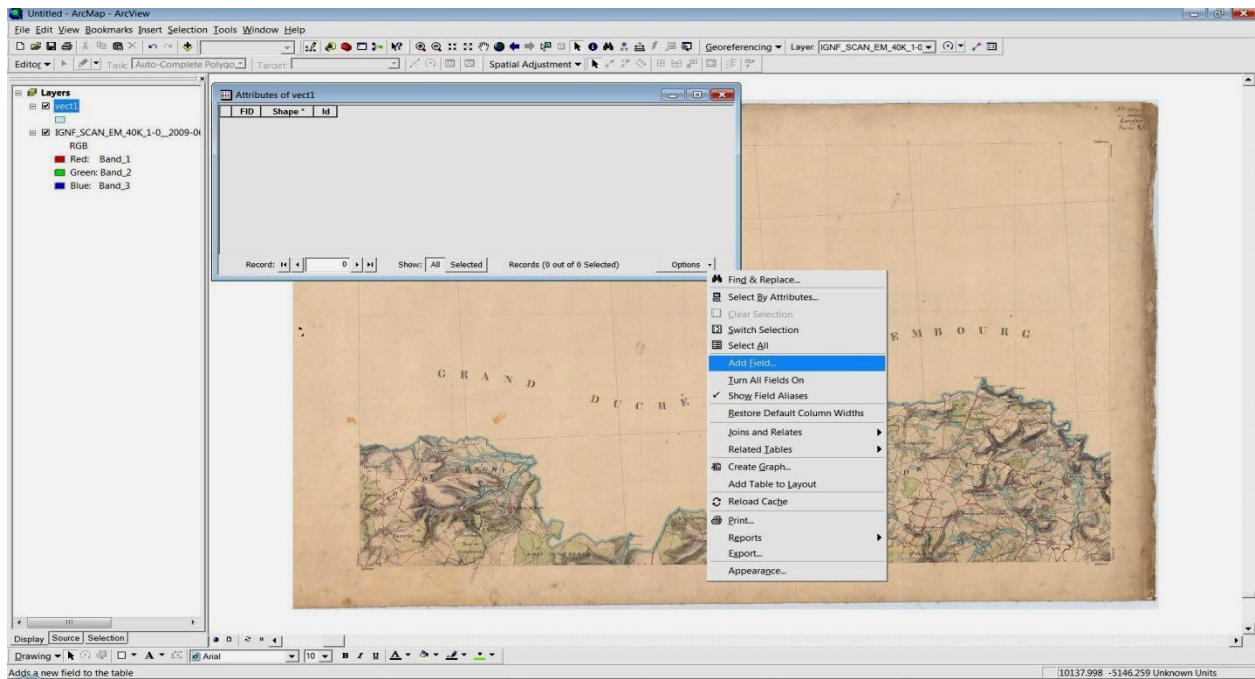 Untitled - ArcMap - ArcView
File Edit View Bookmarks Insert Selection Tools Window Help
Georeferencing Layer: IGNF_SCAN_EM_40K_1-0
Editor Task: Auto-Complete Polygo Target: Spatial Adjustment
Layers
vect1
IGNF_SCAN_EM_40K_1-0__2009-0
RGB
Red: Band_1
Green: Band_2
Blue: Band_3
Attributes of vect1
FID Shape * Id
Record: 0 Show: All Selected Records (0 out of 0 Selected) Options
Find & Replace...
Select By Attributes...
Clear Selection
Switch Selection
Select All
Add Field...
Turn All Fields On
Show Field Aliases
Restore Default Column Widths
Joins and Relates
Related Tables
Create Graph...
Add Table to Layout
Reload Cache
Print...
Reports
Export...
Appearance...
GRAND DUCHÉ EMBOURG
Display Source Selection
Drawing A Arial 10 B I U A
Adds a new field to the table
10137.998 -5146.259 Unknown Units